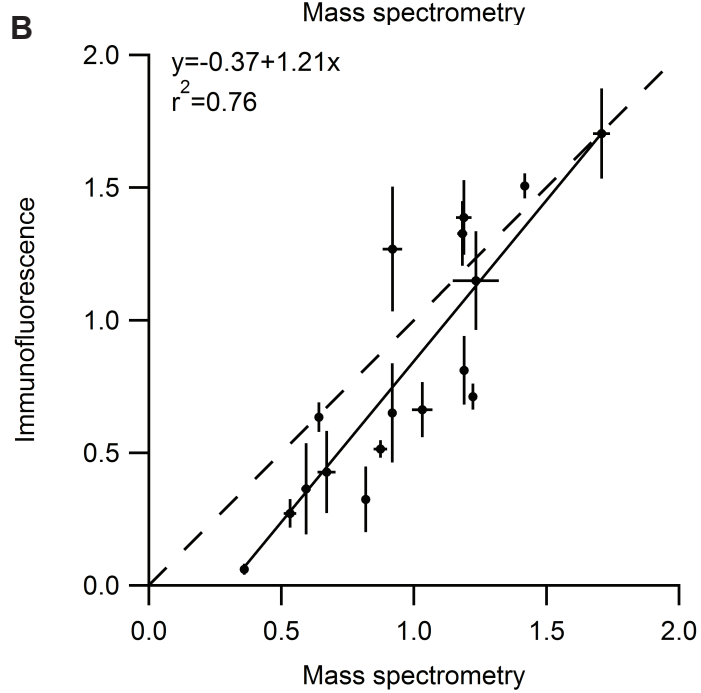 Mass spectrometry
B
y=-0.37+1.21x
r2=0.76
2.0
1.5
1.0
0.5
0.0
Immunofluorescence
0.0 0.5 1.0 1.5 2.0
Mass spectrometry